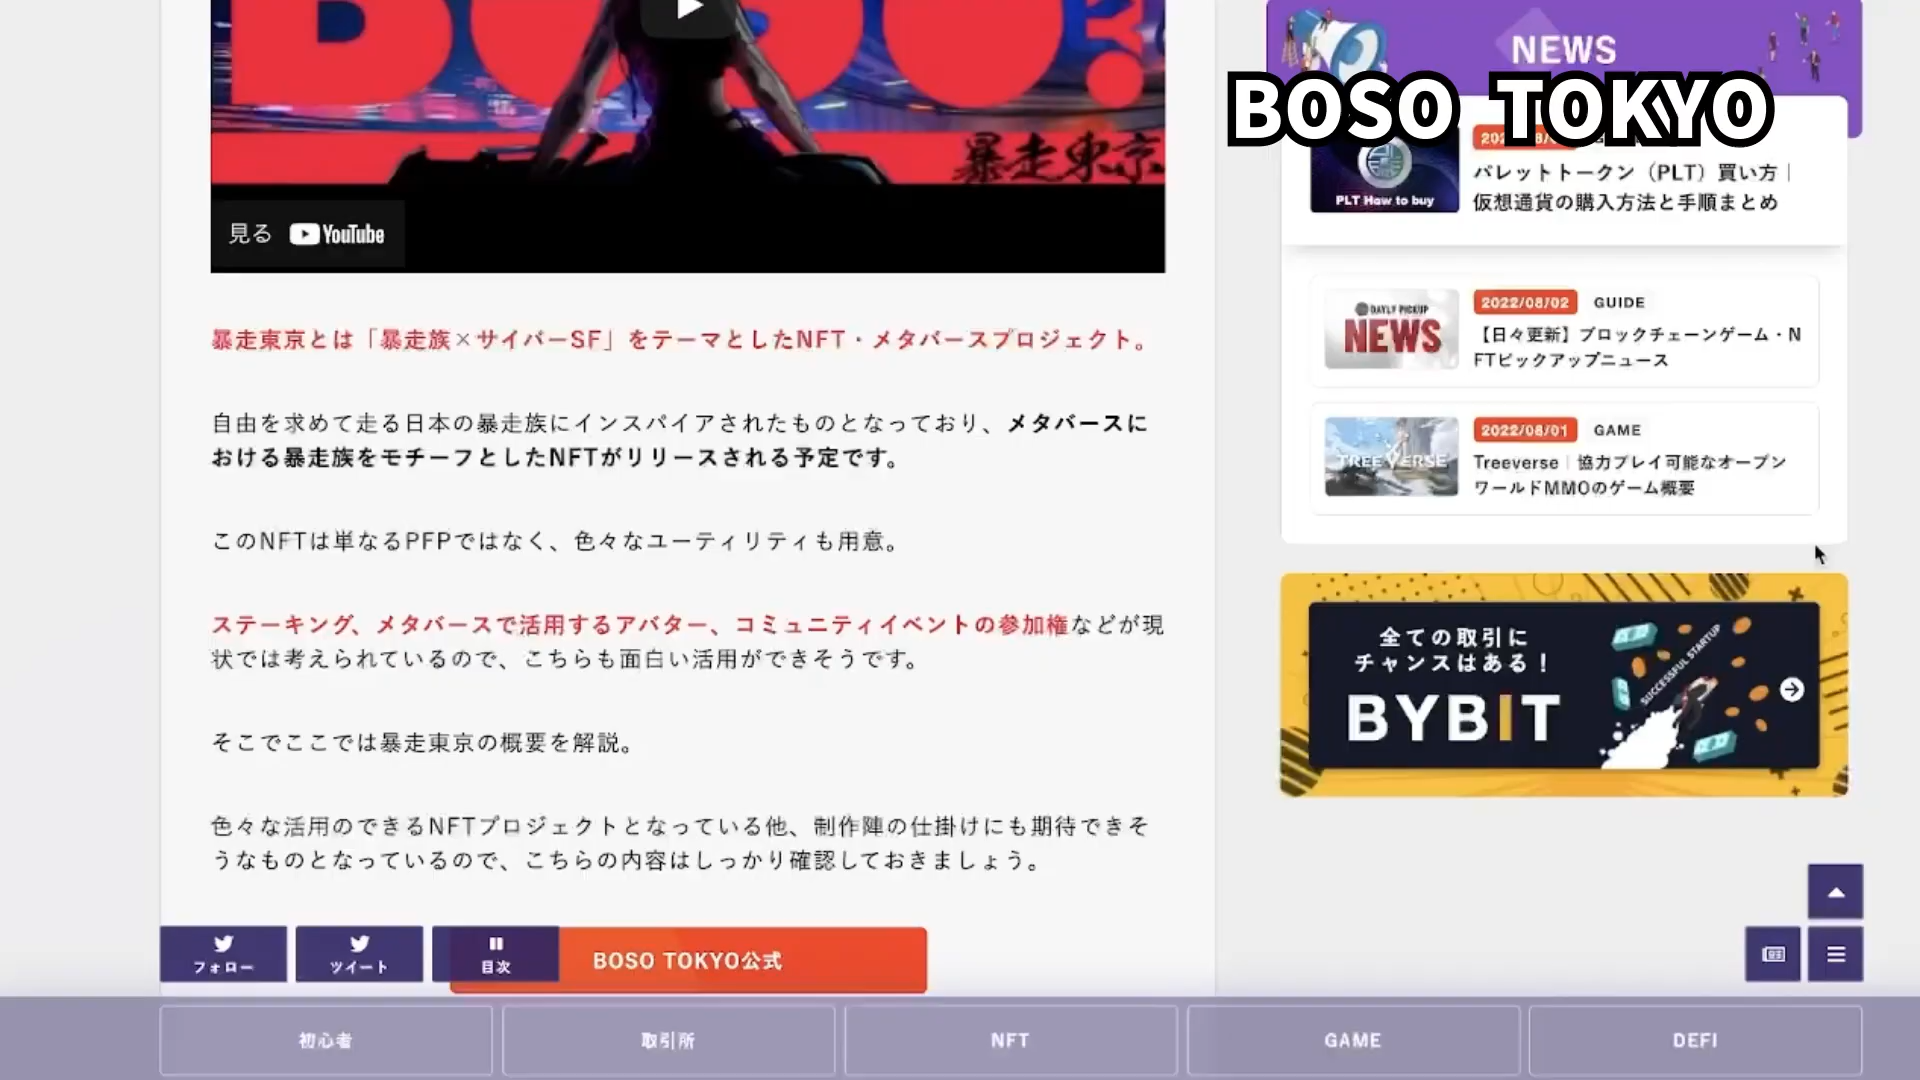 BOSO?
暴走東京
見る YouTube
暴走東京とは「暴走族×サイバーSF」をテーマとしたNFT・メタバースプロジェクト。
自由を求めて走る日本の暴走族にインスパイアされたものとなっており、メタバースに
おける暴走族をモチーフとしたNFTがリリースされる予定です。
このNFTは単なるPFPではなく、色々なユーティリティも用意。
ステーキング、メタバースで活用するアバター、コミュニティイベントの参加権などが現
状では考えられているので、こちらも面白い活用ができそうです。
そこでここでは暴走東京の概要を解説。
色々な活用のできるNFTプロジェクトとなっている他、制作陣の仕掛けにも期待できそ
うなものとなっているので、こちらの内容はしっかり確認しておきましょう。
BOSO TOKYO公式
フォロー
ツイート
目次
NEWS
BOSO TOKYO
PLT How to buy
パレットトークン（PLT）買い方｜
仮想通貨の購入方法と手順まとめ
DAYLY PICKUP
NEWS
2022/08/02 GUIDE
【日々更新】ブロックチェーンゲーム・N
FTピックアップニュース
TREEVERSE
2022/08/01 GAME
Treeverse｜協力プレイ可能なオープン
ワールドMMOのゲーム概要
全ての取引に
チャンスはある！
BYBIT
SUCCESSFUL STARTUP
初心者
取引所
NFT
GAME
DEFI